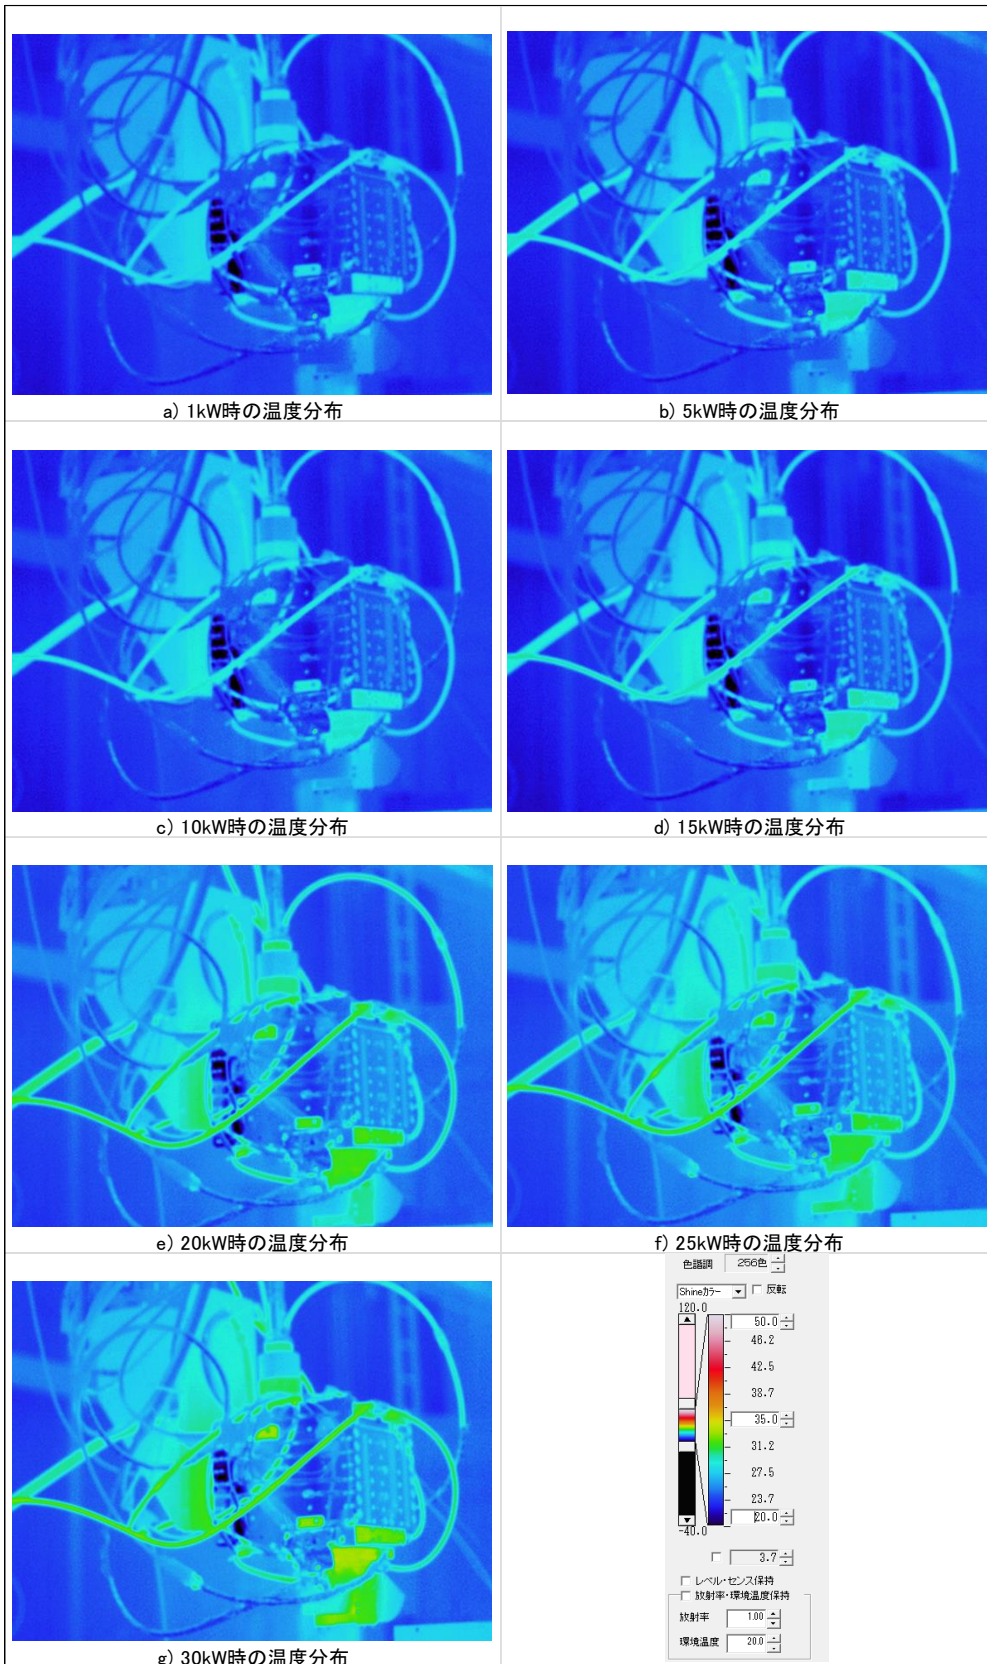 a) 1kW時の温度分布
b) 5kW時の温度分布
c) 10kW時の温度分布
d) 15kW時の温度分布
e) 20kW時の温度分布
f) 25kW時の温度分布
g) 30kW時の温度分布
色階調 256色
Shineカラー 反転
120.0
50.0
46.2
42.5
38.7
35.0
31.2
27.5
23.7
20.0
-40.0
3.7
レベル・センス保持
放射率・環境温度保持
放射率 1.00
環境温度 20.0